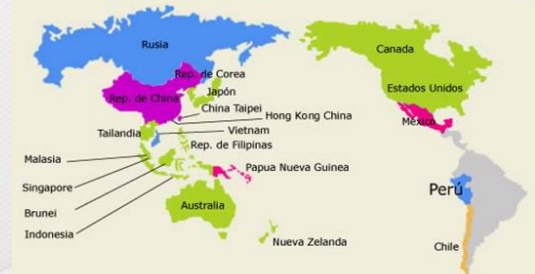 Rusia
Canada
Rep. de Corea
Estados Unidos
Japón
Rep. de China
China Taipei
Hong Kong China
México
Tailandia
Vietnam
Rep. de Filipinas
Malasia
Papua Nueva Guinea
Singapore
Perú
Brunei
Australia
Indonesia
Nueva Zelanda
Chile